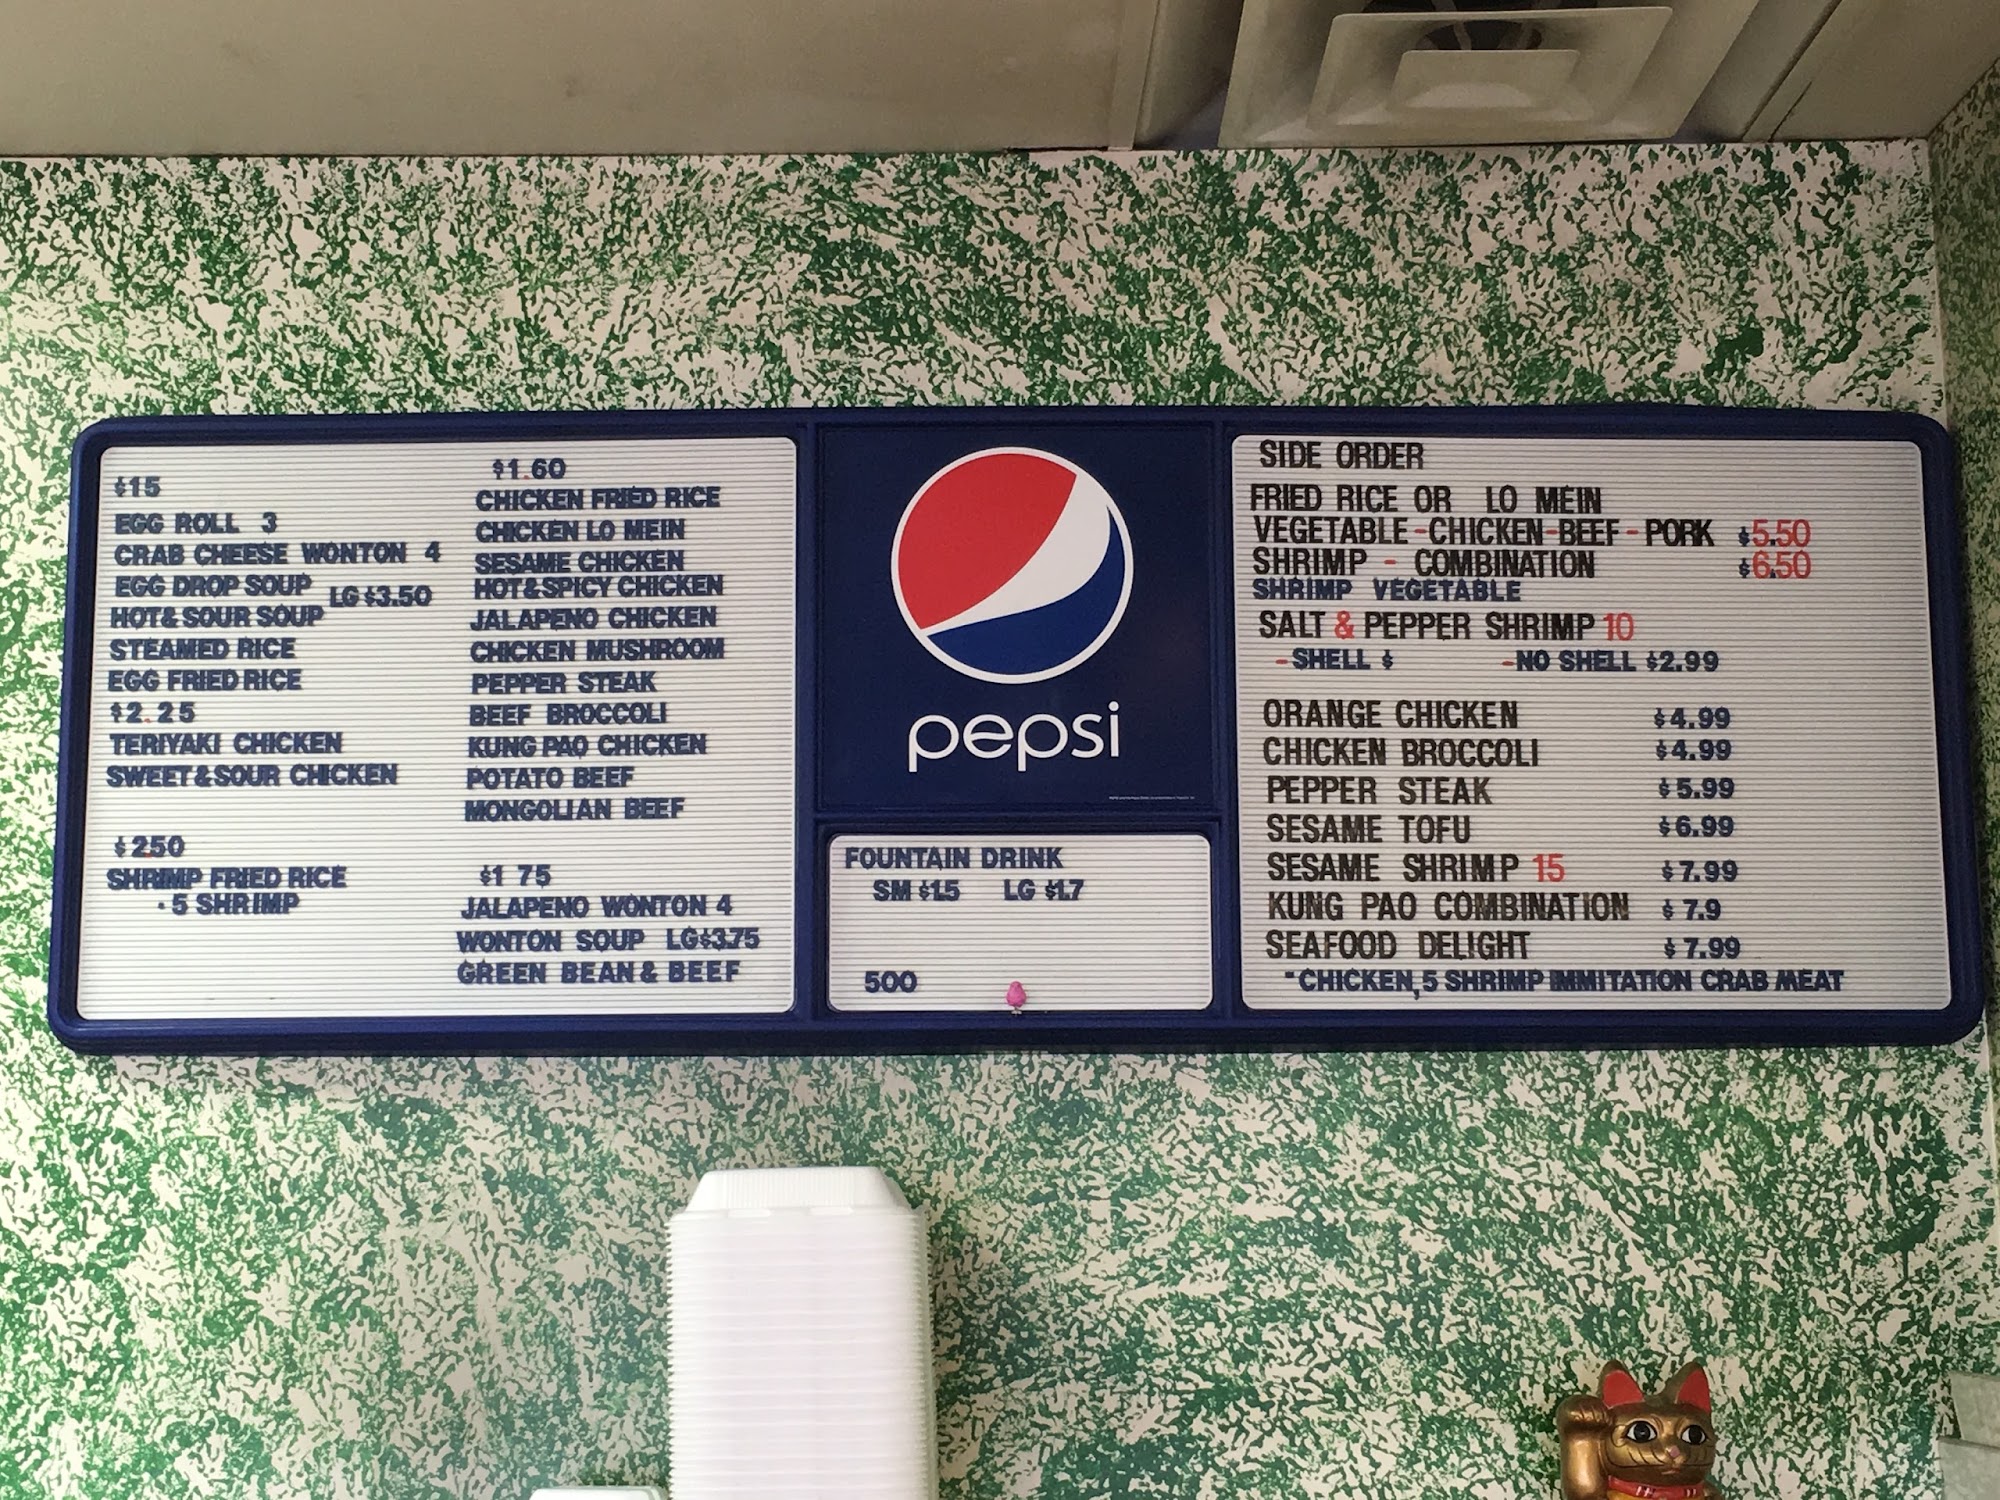 $15
EGG ROLL 3
CRAB CHEESE WONTON 4
EGG DROP SOUP
LG $3.50
HOT & SOUR SOUP
STEAMED RICE
EGG FRIED RICE
$2.25
TERIYAKI CHICKEN
SWEET & SOUR CHICKEN
$2.50
SHRIMP FRIED RICE
· 5 SHRIMP
$1.60
CHICKEN FRIED RICE
CHICKEN LO MEIN
SESAME CHICKEN
HOT & SPICY CHICKEN
JALAPENO CHICKEN
CHICKEN MUSHROOM
PEPPER STEAK
BEEF BROCCOLI
KUNG PAO CHICKEN
POTATO BEEF
MONGOLIAN BEEF
$1 75
JALAPENO WONTON 4
WONTON SOUP LG $3.75
GREEN BEAN & BEEF
pepsi
FOUNTAIN DRINK
SM $1.5 LG $1.7
500
SIDE ORDER
FRIED RICE OR LO MEIN
VEGETABLE - CHICKEN - BEEF - PORK $5.50
SHRIMP - COMBINATION $6.50
SHRIMP VEGETABLE
SALT & PEPPER SHRIMP 10
- SHELL $ - NO SHELL $2.99
ORANGE CHICKEN $4.99
CHICKEN BROCCOLI $4.99
PEPPER STEAK $5.99
SESAME TOFU $6.99
SESAME SHRIMP 15 $7.99
KUNG PAO COMBINATION $7.9
SEAFOOD DELIGHT $7.99
"CHICKEN, 5 SHRIMP IMMITATION CRAB MEAT